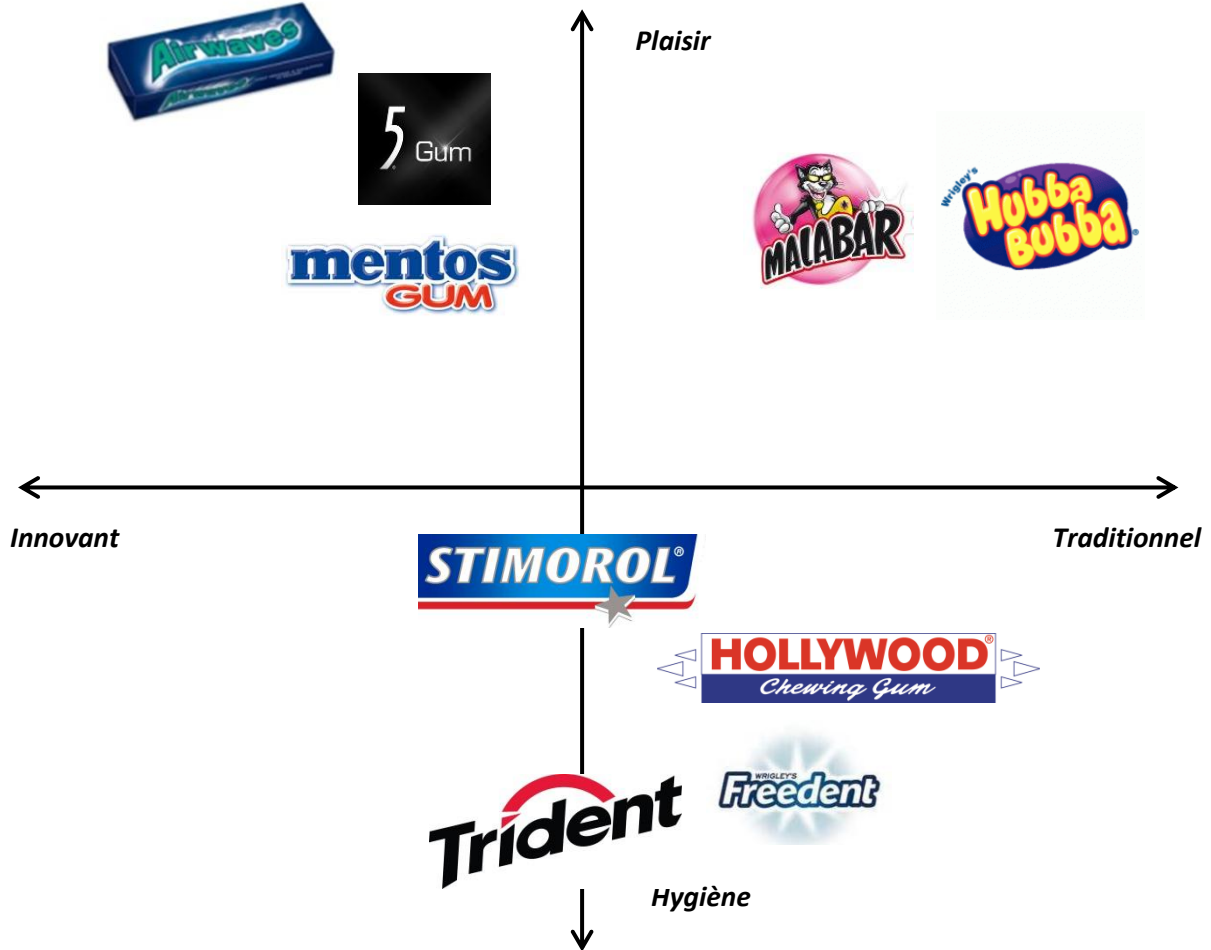 Airwaves
Airwaves
Plaisir
5 Gum
mentos
GUM
MALABAR
Wrigley's
Hubba
Bubba
Innovant
Traditionnel
STIMOROL®
HOLLYWOOD®
Chewing Gum
WRIGLEY'S
Freedent
Trident
Hygiène